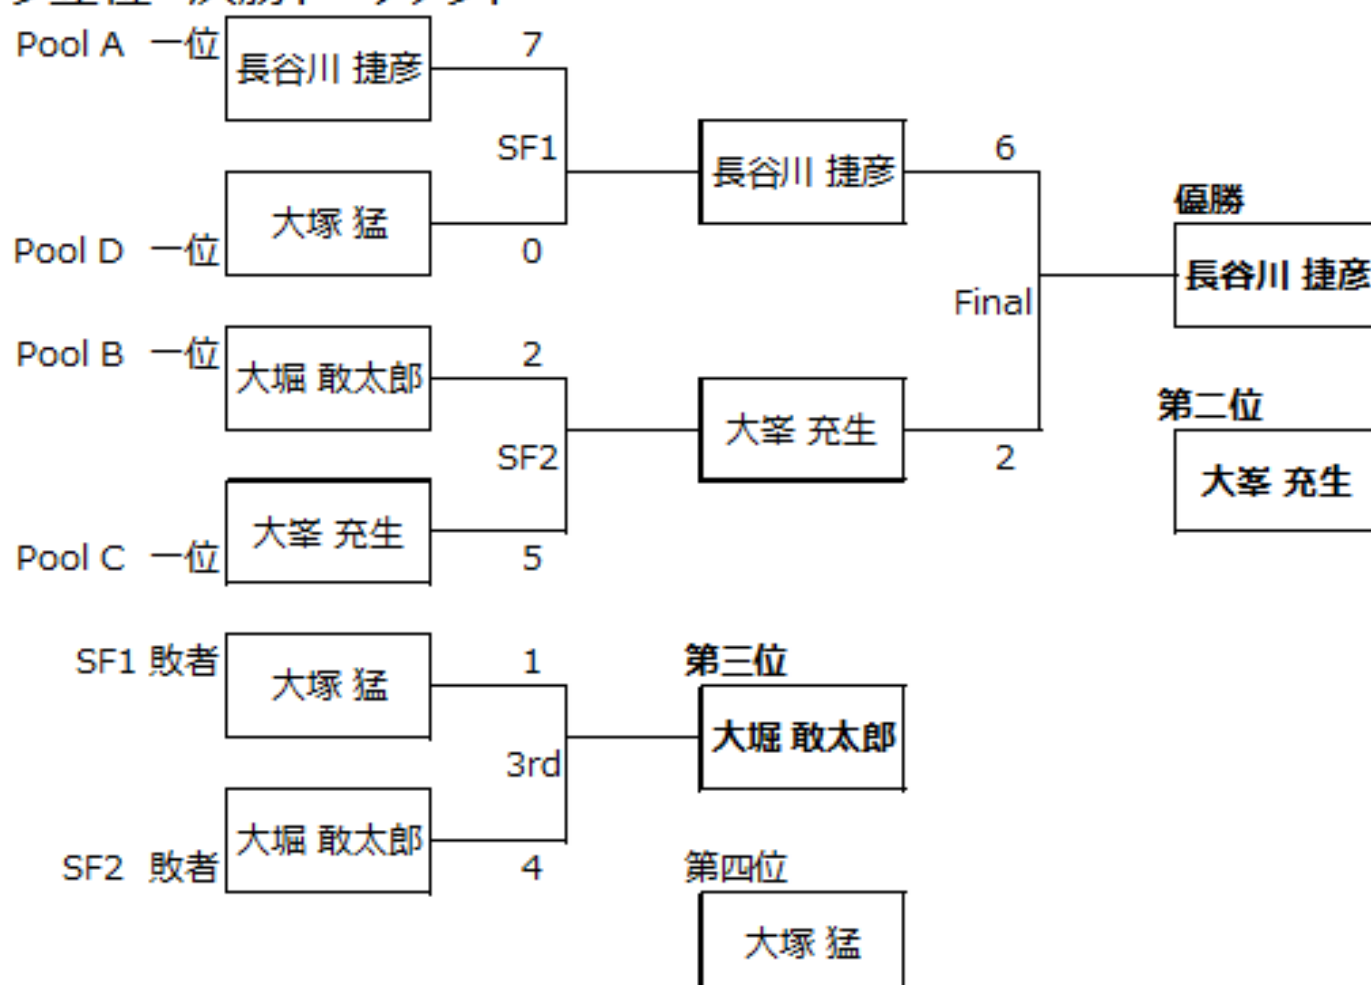 Pool A 一位
長谷川 捷彦
7
SF1
大塚 猛
Pool D 一位
0
長谷川 捷彦
6
優勝
長谷川 捷彦
Final
Pool B 一位
大堀 敢太郎
2
SF2
大峯 充生
2
第二位
大峯 充生
大峯 充生
Pool C 一位
5
SF1 敗者
大塚 猛
1
3rd
第三位
大堀 敢太郎
大堀 敢太郎
SF2 敗者
4
第四位
大塚 猛